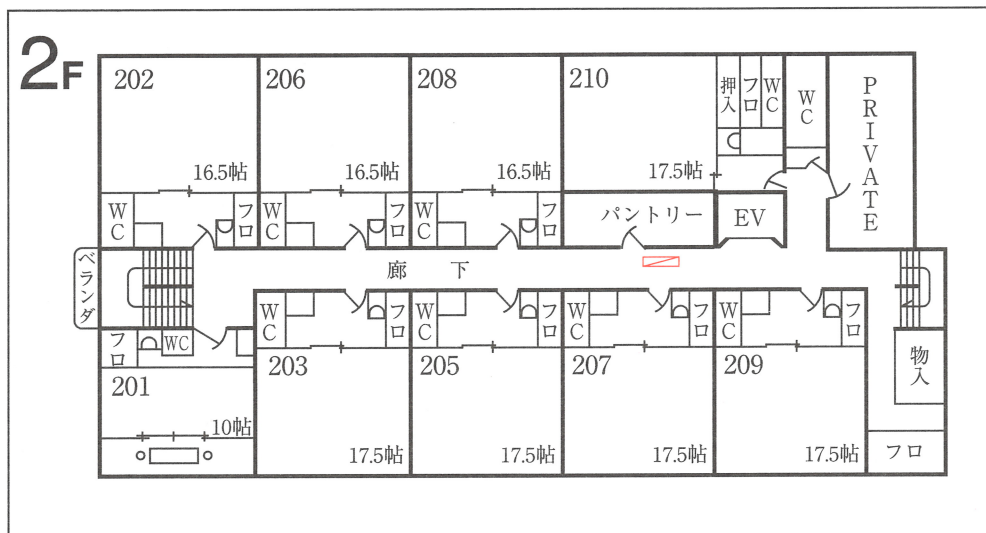 2F
202
16.5帖
206
16.5帖
208
16.5帖
210
17.5帖
押入
フロ
WC
WC
PRIVATE
WC
フロ
WC
フロ
WC
フロ
パントリー
EV
ベランダ
廊下
フロ
WC
201
10帖
WC
フロ
203
17.5帖
WC
フロ
205
17.5帖
WC
フロ
207
17.5帖
WC
フロ
209
17.5帖
物入
フロ